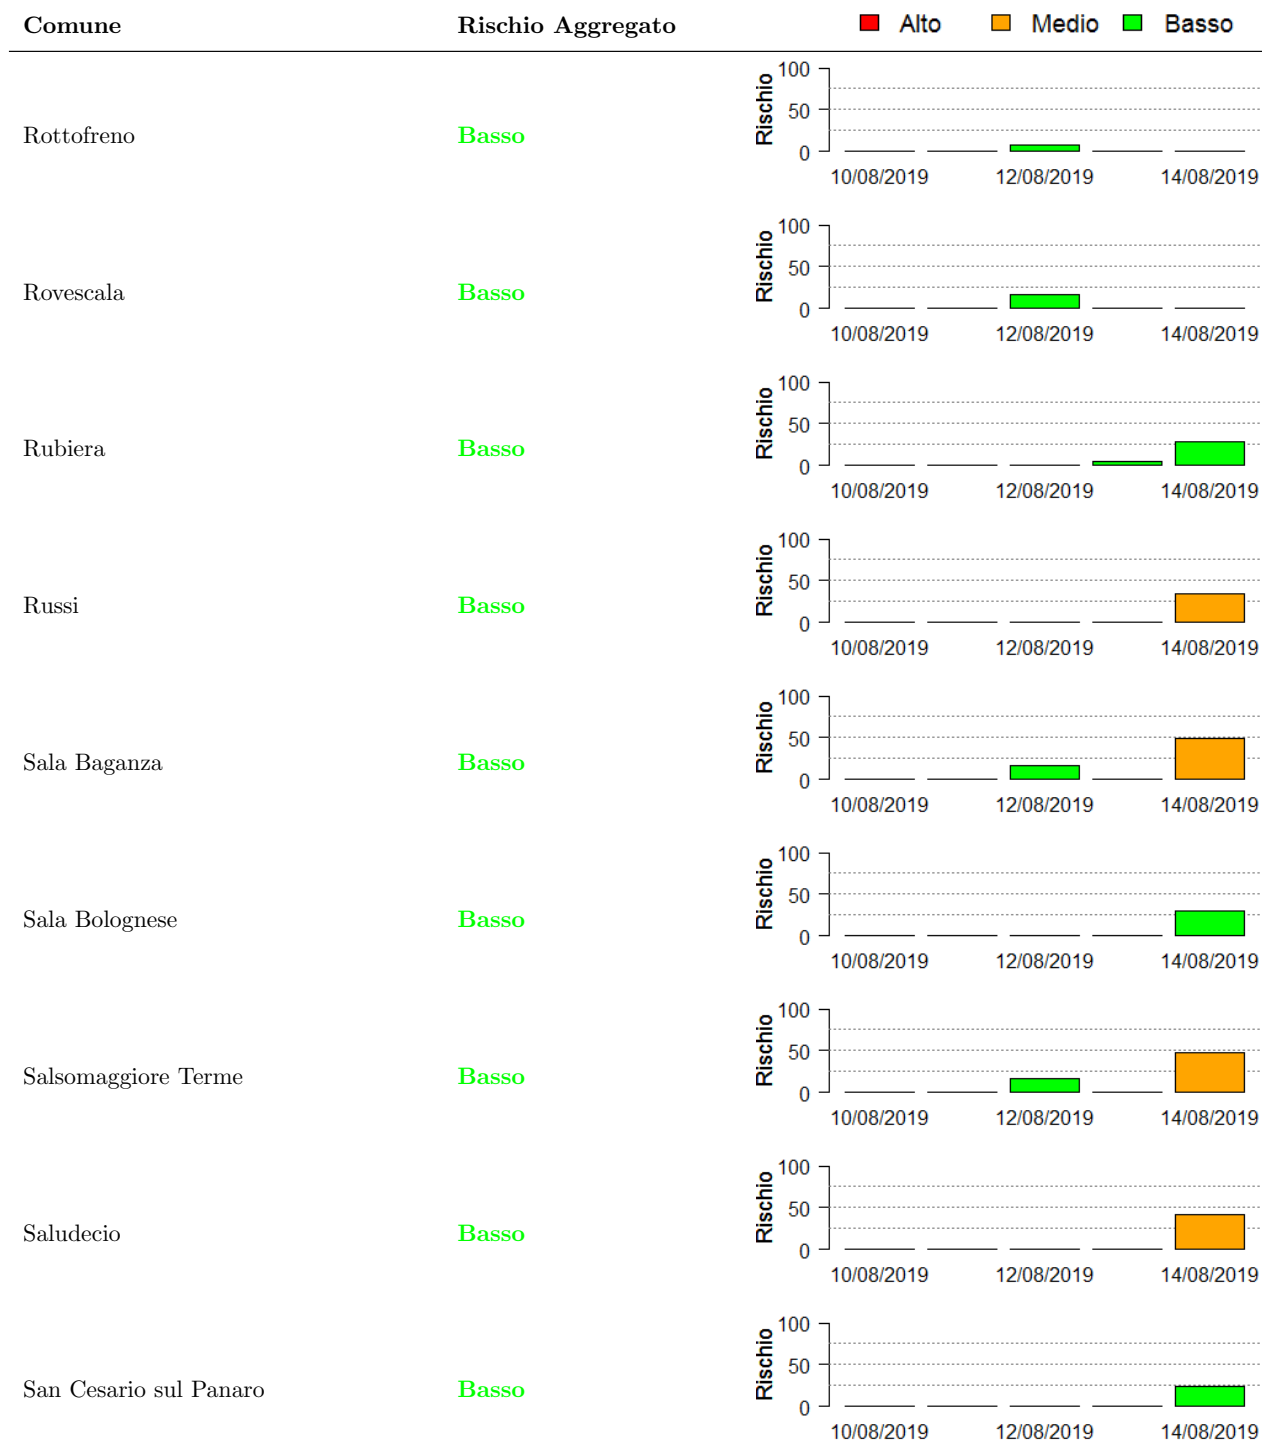 Comune Rischio Aggregato Alto Medio Basso
Rottofreno Basso
Rischio
100
50
0
10/08/2019 12/08/2019 14/08/2019
Rovescala Basso
Rischio
100
50
0
10/08/2019 12/08/2019 14/08/2019
Rubiera Basso
Rischio
100
50
0
10/08/2019 12/08/2019 14/08/2019
Russi Basso
Rischio
100
50
0
10/08/2019 12/08/2019 14/08/2019
Sala Baganza Basso
Rischio
100
50
0
10/08/2019 12/08/2019 14/08/2019
Sala Bolognese Basso
Rischio
100
50
0
10/08/2019 12/08/2019 14/08/2019
Salsomaggiore Terme Basso
Rischio
100
50
0
10/08/2019 12/08/2019 14/08/2019
Saludecio Basso
Rischio
100
50
0
10/08/2019 12/08/2019 14/08/2019
San Cesario sul Panaro Basso
Rischio
100
50
0
10/08/2019 12/08/2019 14/08/2019